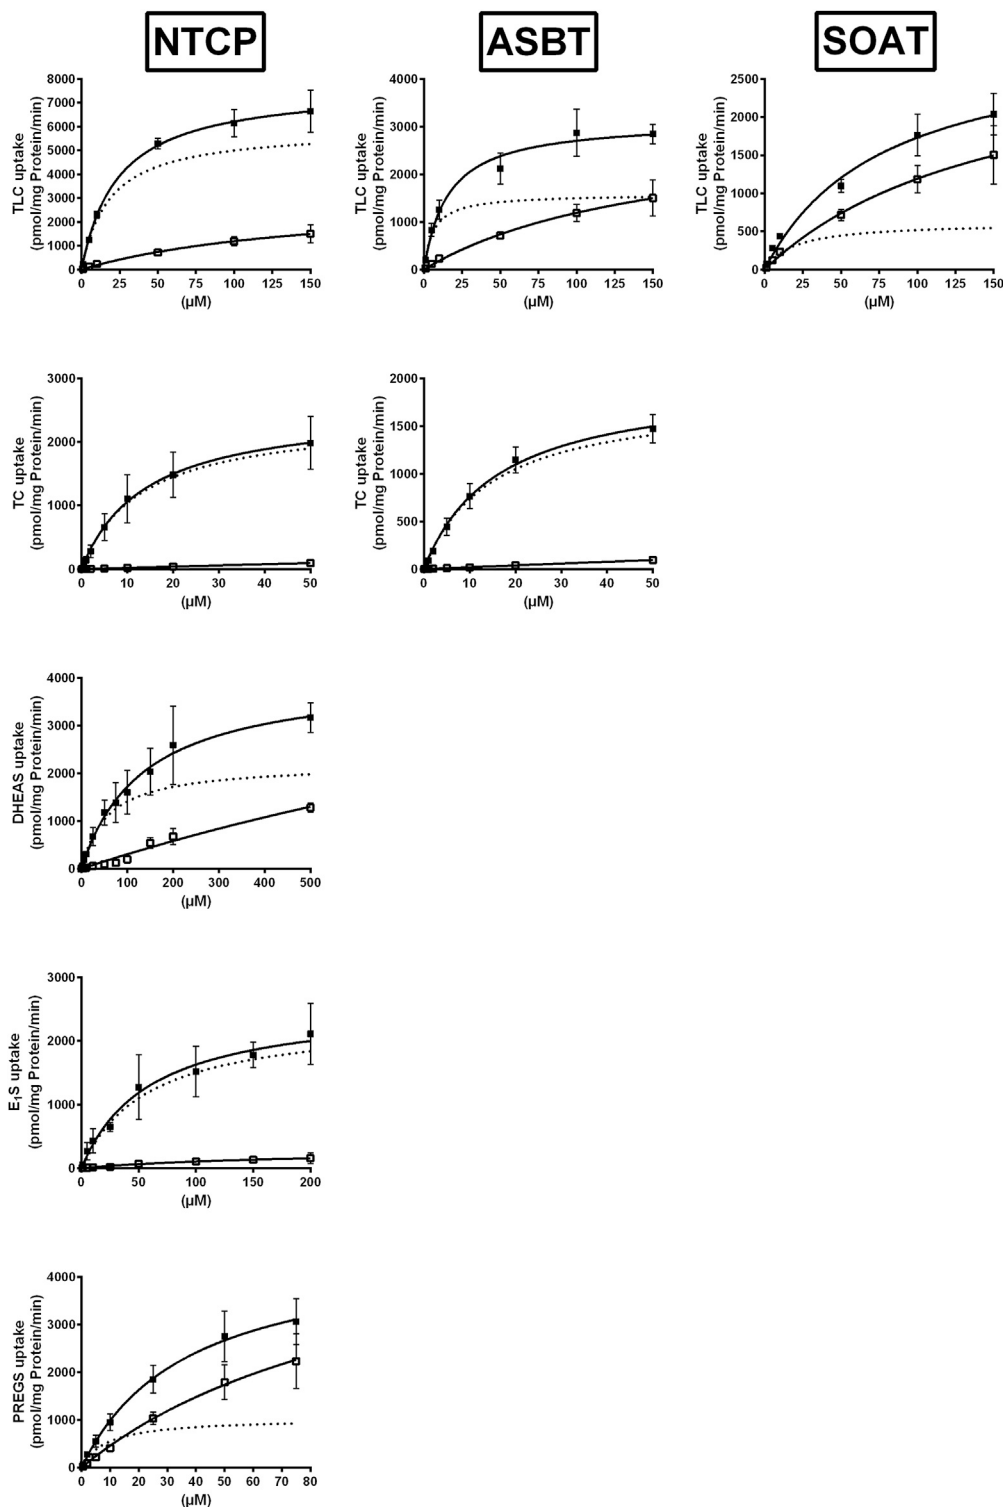 NTCP
ASBT
SOAT
TLC uptake
(pmol/mg Protein/min)
8000
7000
6000
5000
4000
3000
2000
1000
0
0 25 50 75 100 125 150
(µM)
TLC uptake
(pmol/mg Protein/min)
4000
3000
2000
1000
0
0 25 50 75 100 125 150
(µM)
TLC uptake
(pmol/mg Protein/min)
2500
2000
1500
1000
500
0
0 25 50 75 100 125 150
(µM)
TC uptake
(pmol/mg Protein/min)
3000
2000
1000
0
0 10 20 30 40 50
(µM)
TC uptake
(pmol/mg Protein/min)
2000
1500
1000
500
0
0 10 20 30 40 50
(µM)
DHEAS uptake
(pmol/mg Protein/min)
4000
3000
2000
1000
0
0 100 200 300 400 500
(µM)
E₁S uptake
(pmol/mg Protein/min)
3000
2000
1000
0
0 50 100 150 200
(µM)
PREGS uptake
(pmol/mg Protein/min)
4000
3000
2000
1000
0
0 10 20 30 40 50 60 70 80
(µM)